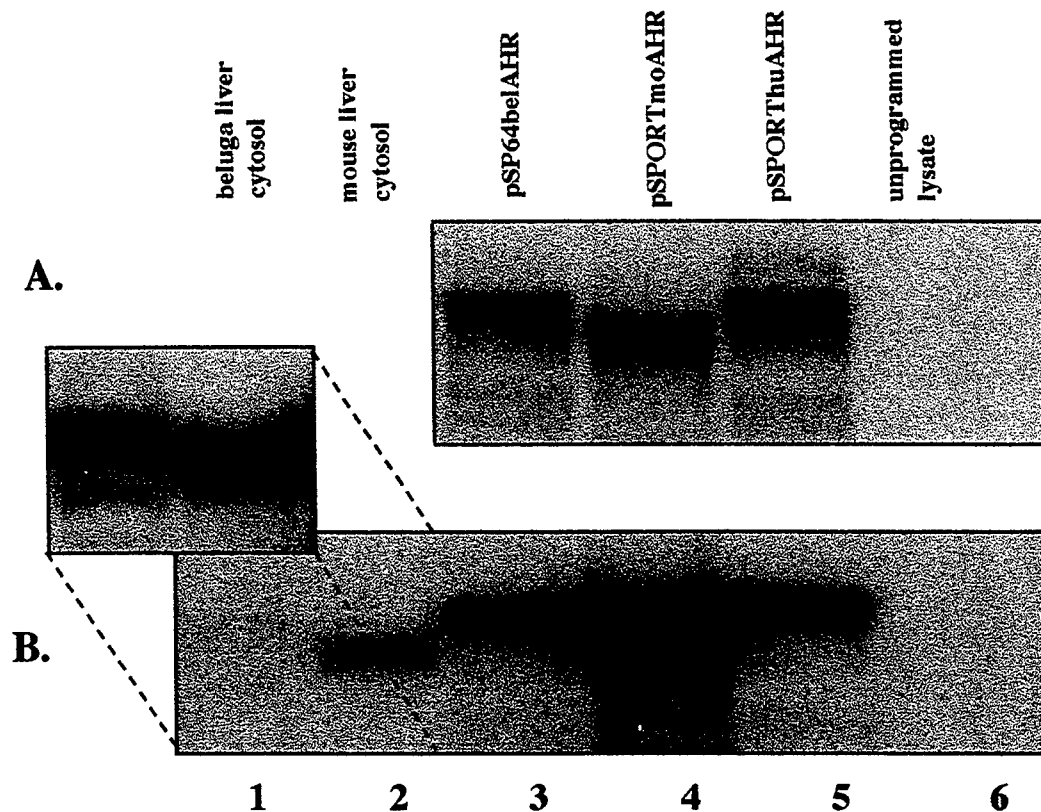 beluga liver
cytosol
mouse liver
cytosol
pSP64belAHR
pSPORTmoAHR
pSPORThuAHR
unprogrammed
lysate
A.
B.
1 2 3 4 5 6